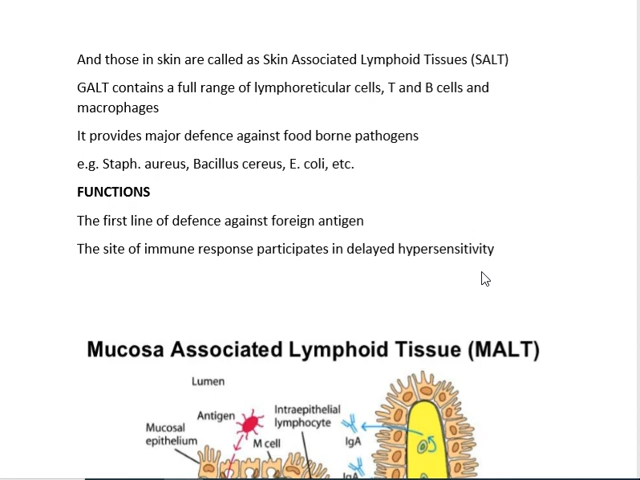 And those in skin are called as Skin Associated Lymphoid Tissues (SALT)
GALT contains a full range of lymphoreticular cells, T and B cells and
macrophages
It provides major defence against food borne pathogens
e.g. Staph. aureus, Bacillus cereus, E. coli, etc.
FUNCTIONS
The first line of defence against foreign antigen
The site of immune response participates in delayed hypersensitivity
Mucosa Associated Lymphoid Tissue (MALT)
Lumen
Antigen
Intraepithelial
lymphocyte
Mucosal
epithelium
M cell
IgA
IgA